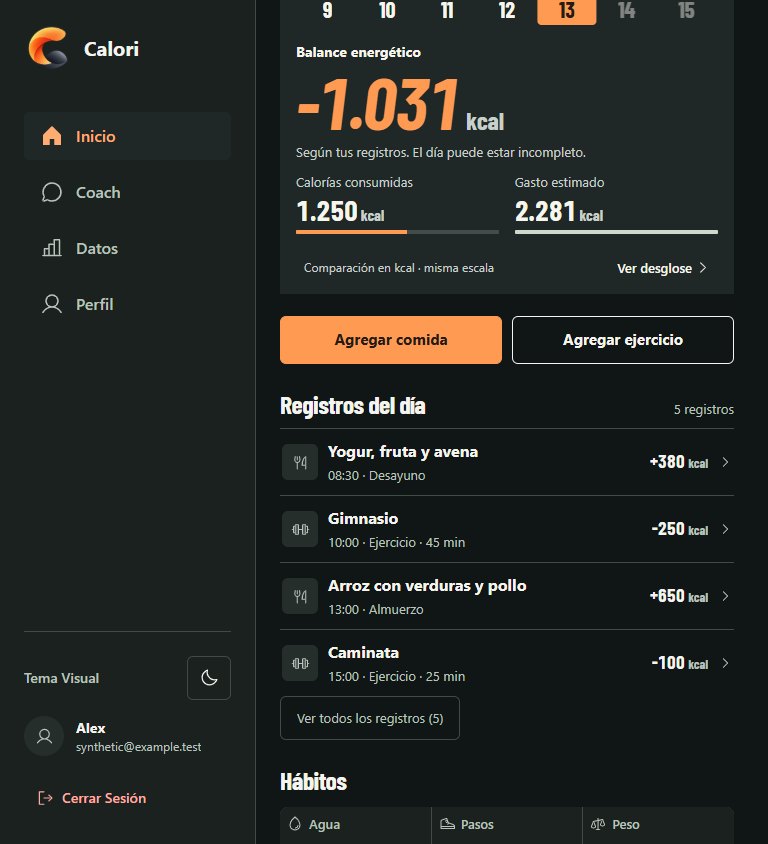 Calori
Inicio
Coach
Datos
Perfil
Tema Visual
Alex
synthetic@example.test
Cerrar Sesión
9 10 11 12 13 14 15
Balance energético
-1.031 kcal
Según tus registros. El día puede estar incompleto.
Calorías consumidas Gasto estimado
1.250 kcal 2.281 kcal
Comparación en kcal · misma escala Ver desglose
Agregar comida Agregar ejercicio
Registros del día 5 registros
Yogur, fruta y avena
08:30 · Desayuno
+380 kcal
Gimnasio
10:00 · Ejercicio · 45 min
-250 kcal
Arroz con verduras y pollo
13:00 · Almuerzo
+650 kcal
Caminata
15:00 · Ejercicio · 25 min
-100 kcal
Ver todos los registros (5)
Hábitos
Agua Pasos Peso